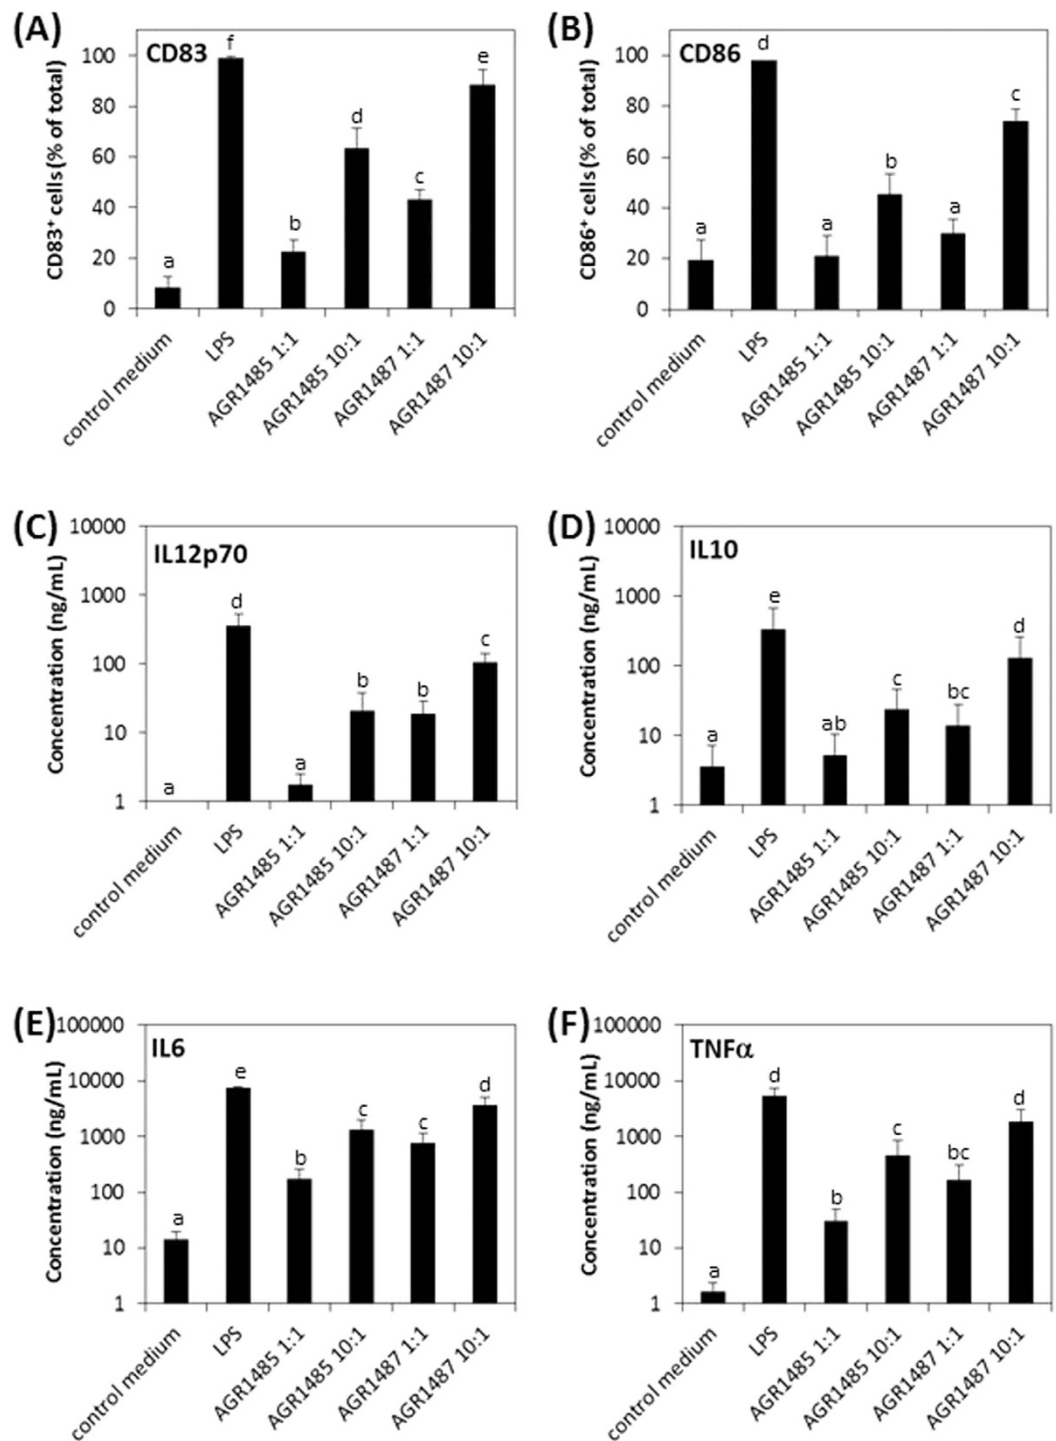 (A)
CD83
CD83⁺ cells (% of total)
100
80
60
40
20
0
a
f
b
d
c
e
control medium
LPS
AGR1485 1:1
AGR1485 10:1
AGR1487 1:1
AGR1487 10:1
(B)
CD86
CD86⁺ cells (% of total)
100
80
60
40
20
0
a
d
a
b
a
c
control medium
LPS
AGR1485 1:1
AGR1485 10:1
AGR1487 1:1
AGR1487 10:1
(C)
IL12p70
Concentration (ng/mL)
10000
1000
100
10
1
a
d
a
b
b
c
control medium
LPS
AGR1485 1:1
AGR1485 10:1
AGR1487 1:1
AGR1487 10:1
(D)
IL10
Concentration (ng/mL)
10000
1000
100
10
1
a
e
ab
c
bc
d
control medium
LPS
AGR1485 1:1
AGR1485 10:1
AGR1487 1:1
AGR1487 10:1
(E)
IL6
Concentration (ng/mL)
100000
10000
1000
100
10
1
a
e
b
c
c
d
control medium
LPS
AGR1485 1:1
AGR1485 10:1
AGR1487 1:1
AGR1487 10:1
(F)
TNFα
Concentration (ng/mL)
100000
10000
1000
100
10
1
a
d
b
c
bc
d
control medium
LPS
AGR1485 1:1
AGR1485 10:1
AGR1487 1:1
AGR1487 10:1